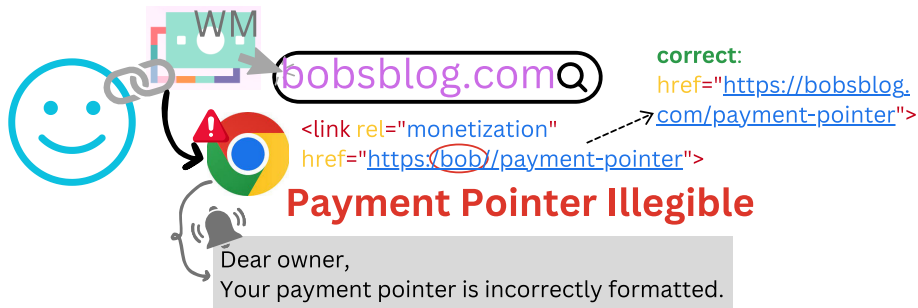 WM
bobsblog.com
correct:
href="https://bobsblog.
com/payment-pointer">
<link rel="monetization"
href="https:/bob//payment-pointer">
Payment Pointer Illegible
Dear owner,
Your payment pointer is incorrectly formatted.